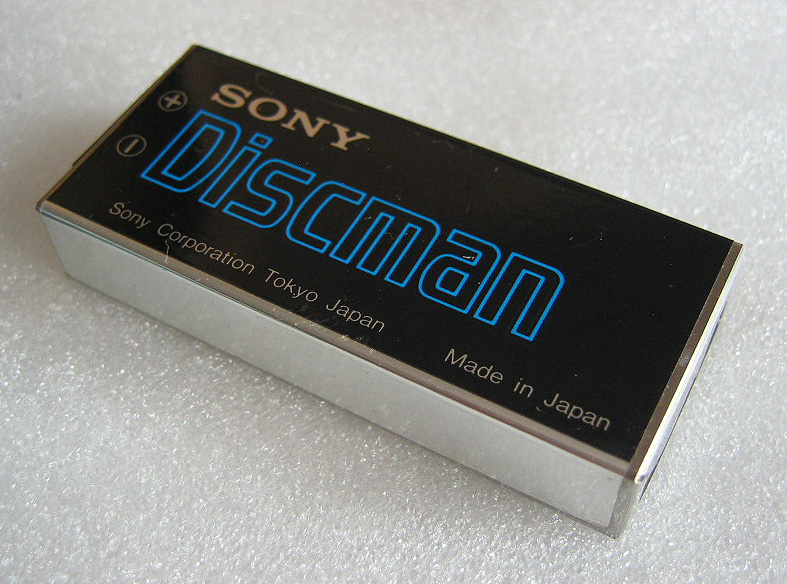 SONY
Discman
Sony Corporation Tokyo Japan
Made in Japan